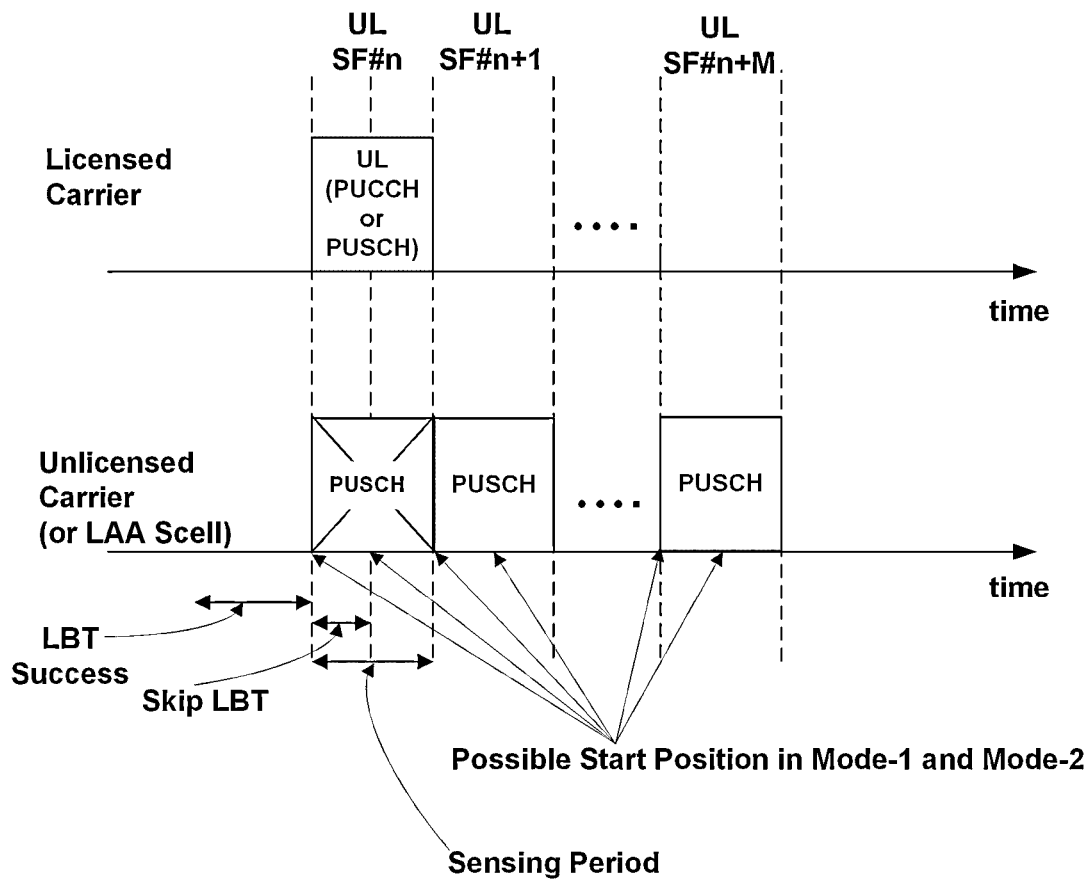 UL
SF#n
UL
SF#n+1
UL
SF#n+M
Licensed
Carrier
UL
(PUCCH
or
PUSCH)
time
Unlicensed
Carrier
(or LAA Scell)
PUSCH
PUSCH
PUSCH
time
LBT
Success
Skip LBT
Possible Start Position in Mode-1 and Mode-2
Sensing Period